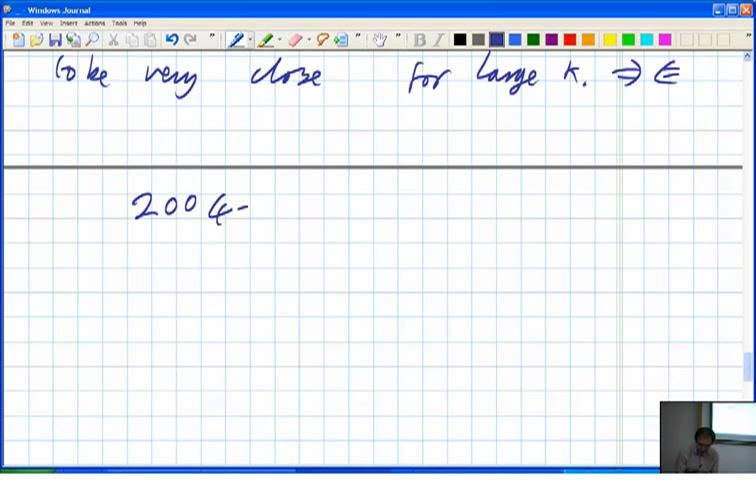 Windows Journal
File Edit View Insert Actions Tools Help
B I
to be very close for large k. ⇒⇐
2004-